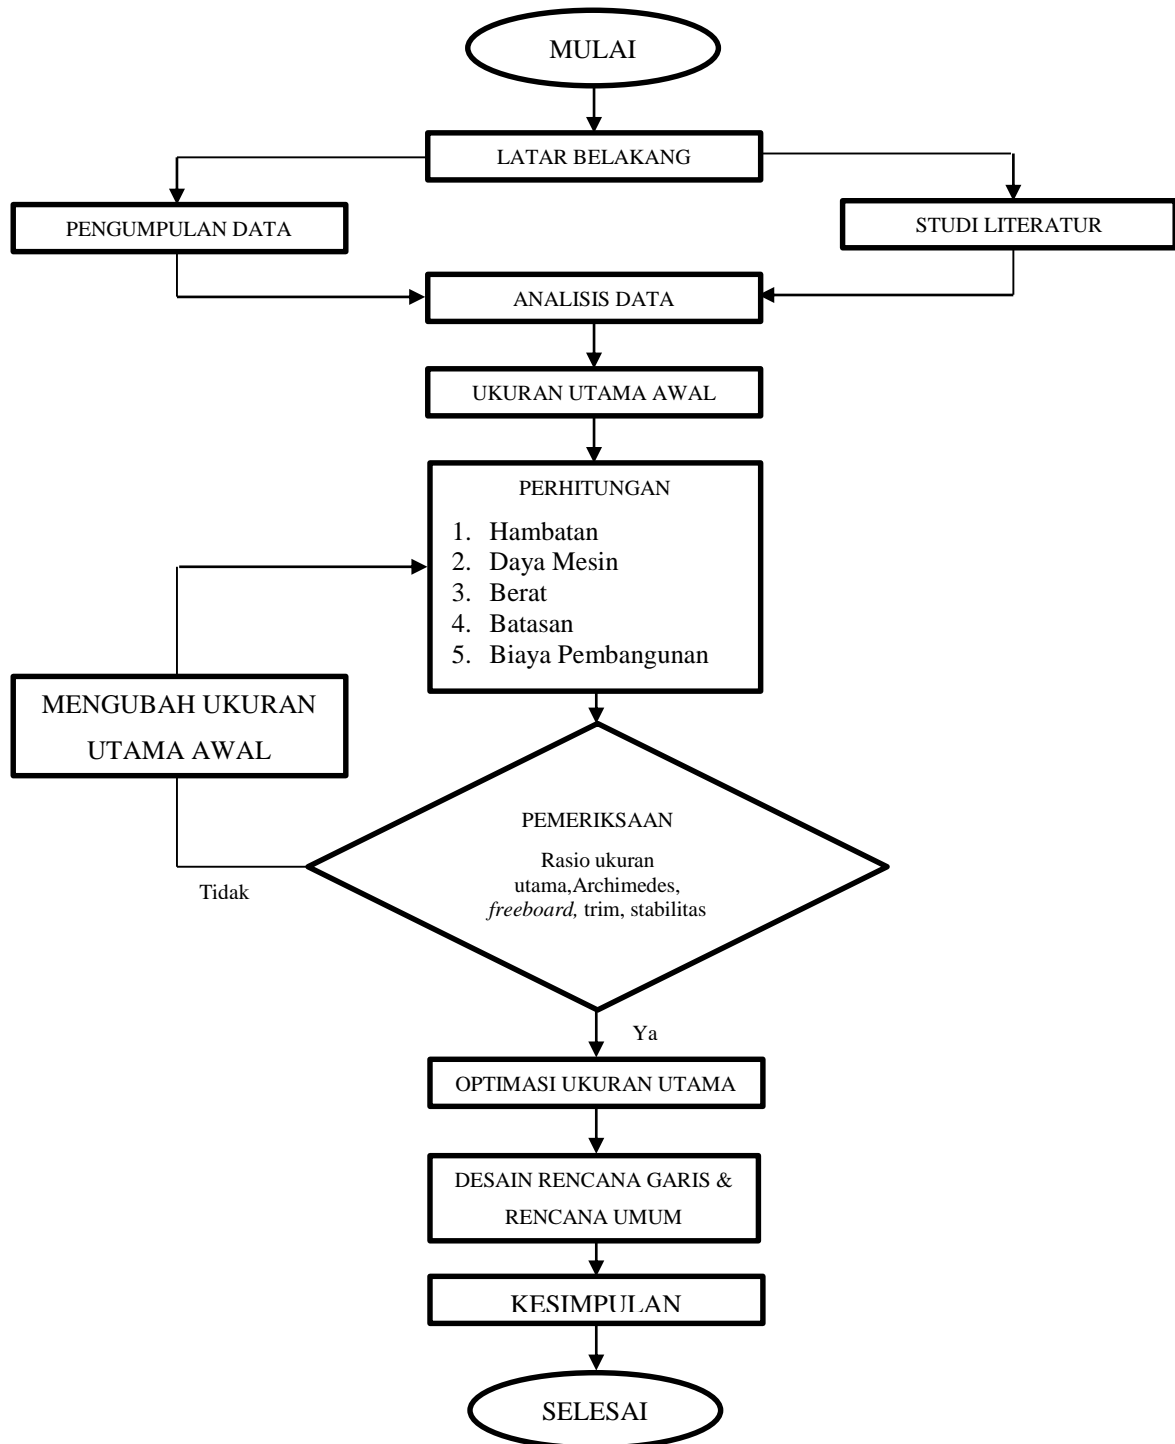 MULAI
LATAR BELAKANG
PENGUMPULAN DATA
STUDI LITERATUR
ANALISIS DATA
UKURAN UTAMA AWAL
PERHITUNGAN
1. Hambatan
2. Daya Mesin
3. Berat
4. Batasan
5. Biaya Pembangunan
MENGUBAH UKURAN
UTAMA AWAL
PEMERIKSAAN
Rasio ukuran
utama,Archimedes,
freeboard, trim, stabilitas
Tidak
Ya
OPTIMASI UKURAN UTAMA
DESAIN RENCANA GARIS &
RENCANA UMUM
KESIMPULAN
SELESAI